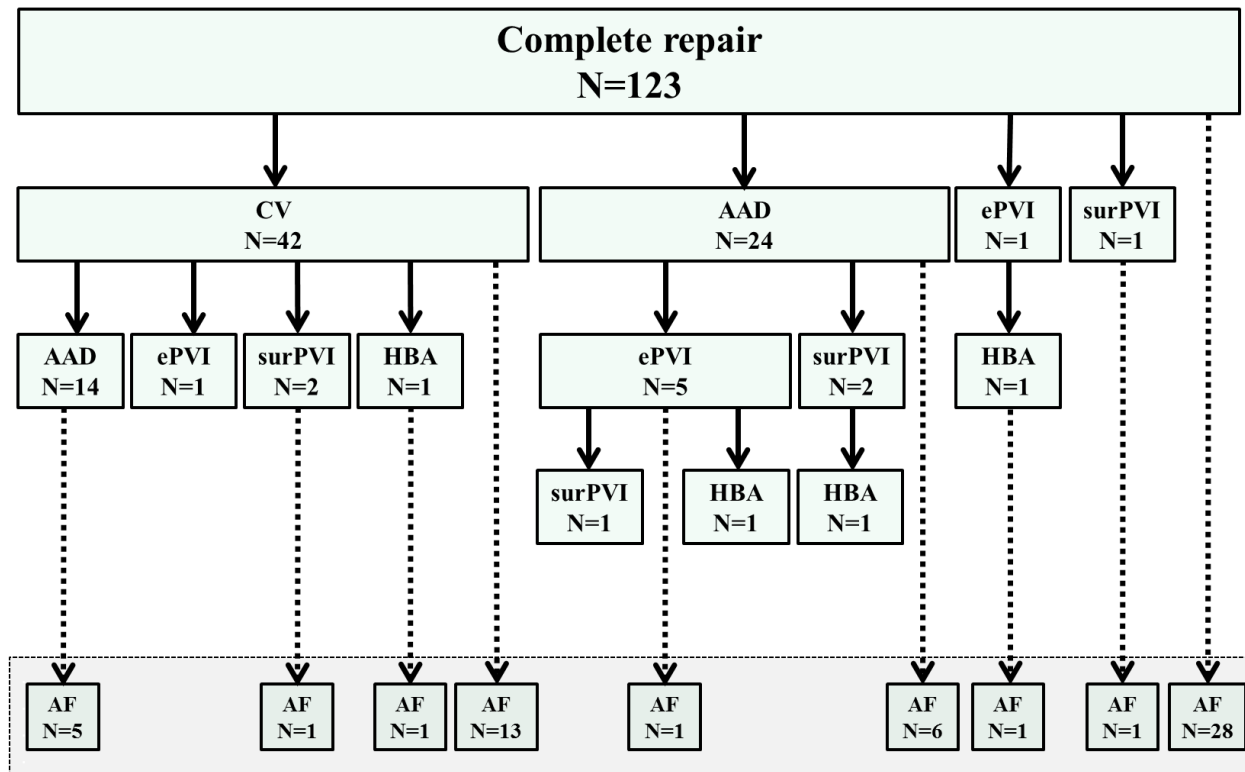 Complete repair
N=123
CV
N=42
AAD
N=24
ePVI
N=1
surPVI
N=1
AAD
N=14
ePVI
N=1
surPVI
N=2
HBA
N=1
ePVI
N=5
surPVI
N=2
HBA
N=1
surPVI
N=1
HBA
N=1
HBA
N=1
AF
N=5
AF
N=1
AF
N=1
AF
N=13
AF
N=1
AF
N=6
AF
N=1
AF
N=1
AF
N=28